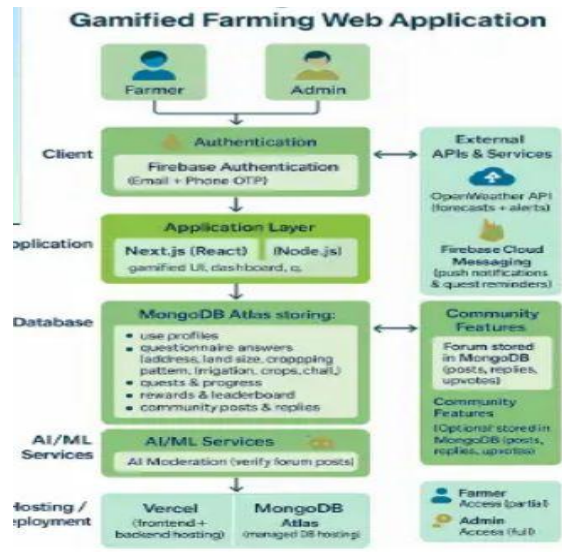 Gamified Farming Web Application
Farmer
Admin
Client
Authentication
Firebase Authentication
(Email + Phone OTP)
External
APIs & Services
OpenWeather API
(forecasts + alerts)
Firebase Cloud
Messaging
(push notifications
& quest reminders)
pplication
Application Layer
Next.js (React)
(Node.js)
gamified UI, dashboard, q,
Database
MongoDB Atlas storing:
• use profiles
• questionnaire answers
(address, land size, croppping
pattem, Irrigation, crops, chall,)
• quests & progress
• rewards & leaderboard
• community posts & replies
Community
Features
Forum stored
in MongoDB
(posts, replies,
upvotes)
Community
Features
(Optional stored in
MongoDB (posts,
replies, upvotes)
AI/ML
Services
AI/ML Services
AI Moderation (verify forum posts)
Hosting /
eployment
Vercel
(frontend +
backend hosting)
MongoDB
Atlas
(managed DB hosting)
Farmer
Access (partial)
Admin
Access (full)